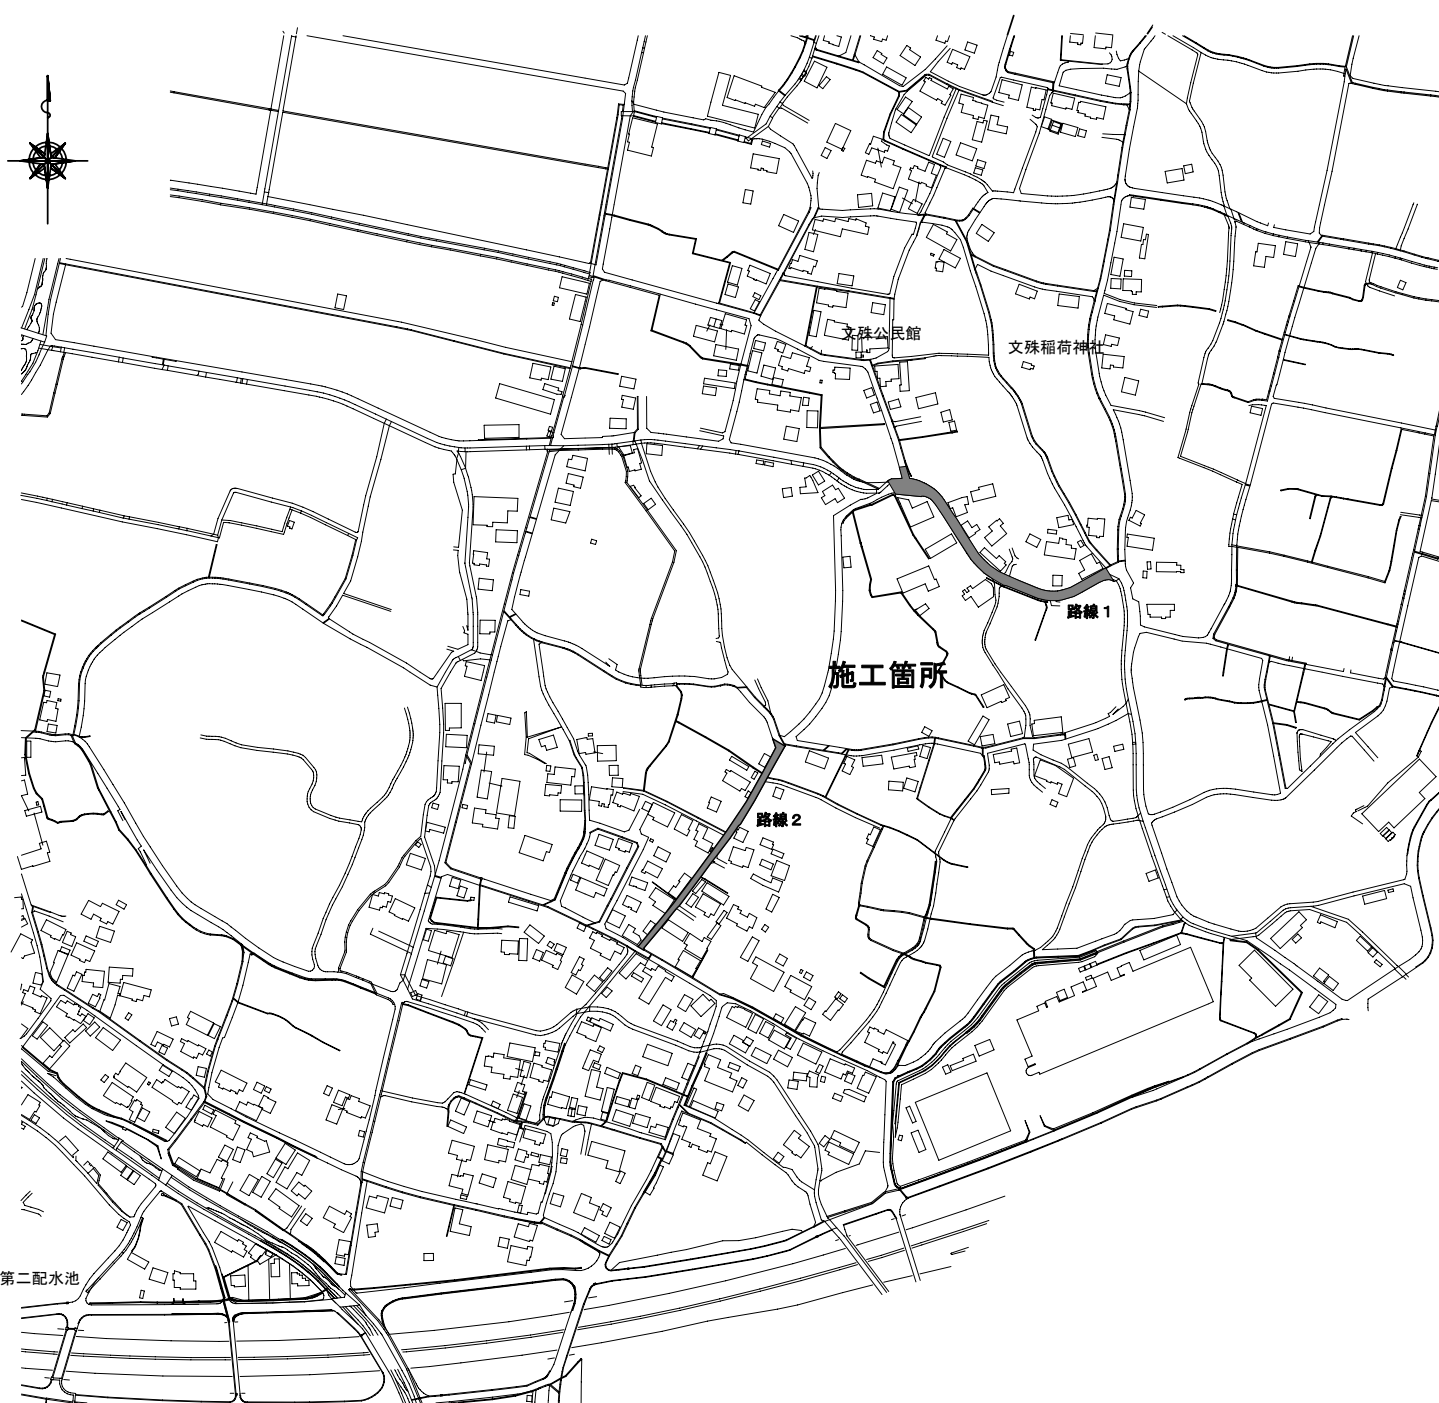 文殊公民館
文殊稲荷神社
路線１
施工箇所
路線２
第二配水池